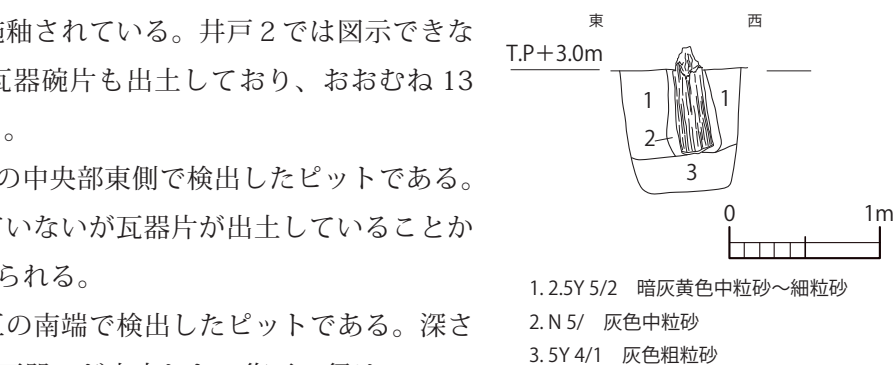 施釉されている。井戸２では図示できな
瓦器碗片も出土しており、おおむね 13
。
の中央部東側で検出したピットである。
ていないが瓦器片が出土していることか
られる。
の南端で検出したピットである。深さ
東 西
T.P＋3.0m
1 1
2
3
0 1m
1. 2.5Y 5/2　暗灰黄色中粒砂～細粒砂
2. N 5/　灰色中粒砂
3. 5Y 4/1　灰色粗粒砂